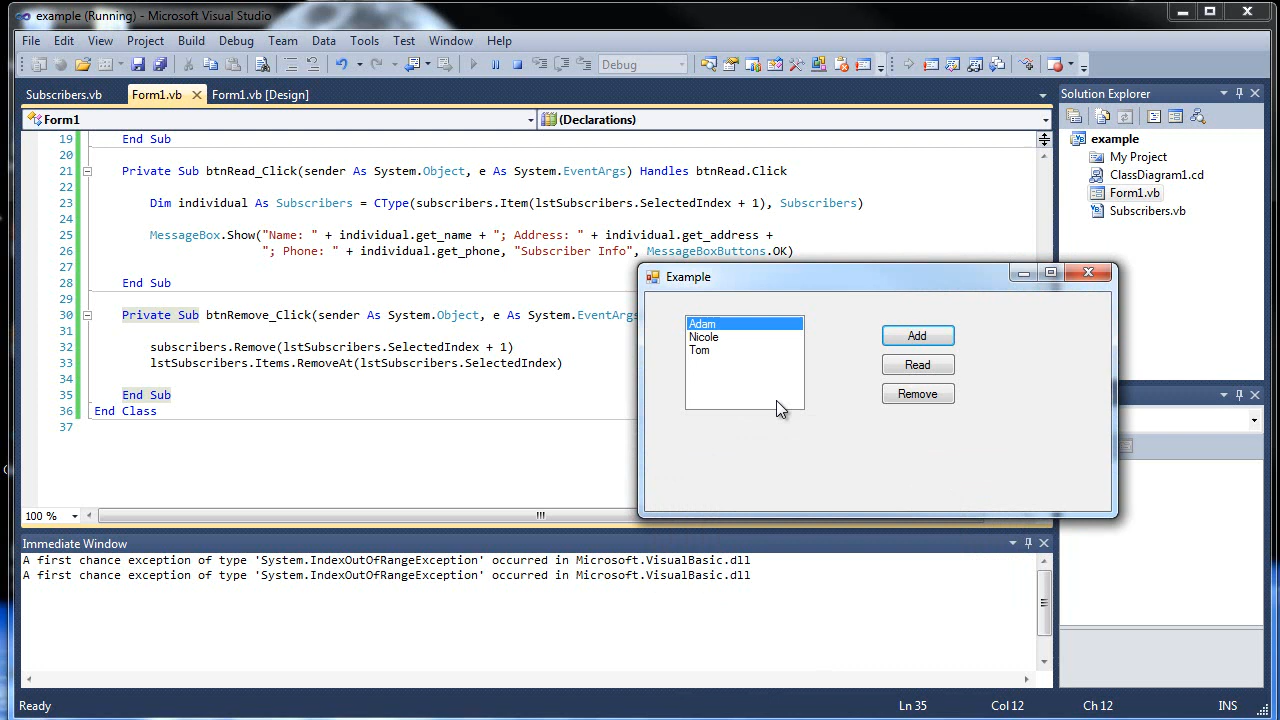 example (Running) - Microsoft Visual Studio
File Edit View Project Build Debug Team Data Tools Test Window Help
Debug
Subscribers.vb Form1.vb Form1.vb [Design]
Form1 (Declarations)
19 End Sub
20
21 Private Sub btnRead_Click(sender As System.Object, e As System.EventArgs) Handles btnRead.Click
22
23 Dim individual As Subscribers = CType(subscribers.Item(lstSubscribers.SelectedIndex + 1), Subscribers)
24
25 MessageBox.Show("Name: " + individual.get_name + "; Address: " + individual.get_address +
26 "; Phone: " + individual.get_phone, "Subscriber Info", MessageBoxButtons.OK)
27
28 End Sub
29
30 Private Sub btnRemove_Click(sender As System.Object, e As System.EventArgs
31
32 subscribers.Remove(lstSubscribers.SelectedIndex + 1)
33 lstSubscribers.Items.RemoveAt(lstSubscribers.SelectedIndex)
34
35 End Sub
36 End Class
37
100 %
Example
Adam
Nicole
Tom
Add
Read
Remove
Solution Explorer
example
My Project
ClassDiagram1.cd
Form1.vb
Subscribers.vb
Immediate Window
A first chance exception of type 'System.IndexOutOfRangeException' occurred in Microsoft.VisualBasic.dll
A first chance exception of type 'System.IndexOutOfRangeException' occurred in Microsoft.VisualBasic.dll
Ready Ln 35 Col 12 Ch 12 INS